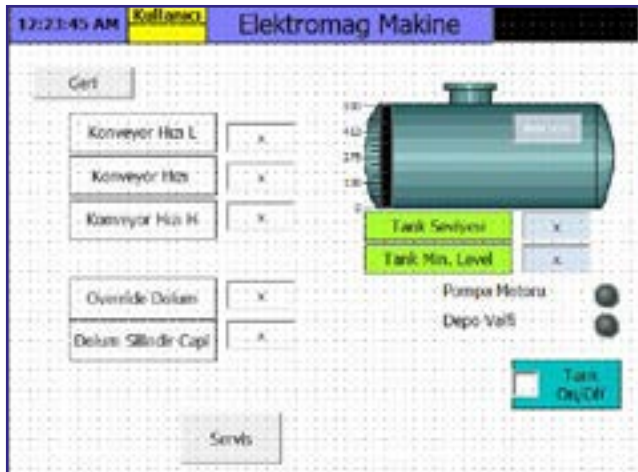 12:23:45 AM
Kullanıcı
Elektromag Makine
Geri
Konveyor Hızı L
x
Konveyor Hızı
x
Konveyor Hızı H
x
Override Dolum
x
Dolum Silindir Capi
x
Servis
Tank Seviyesi
x
Tank Min. Level
x
Pompa Motoru
Depo Valfi
Tank
On/Off